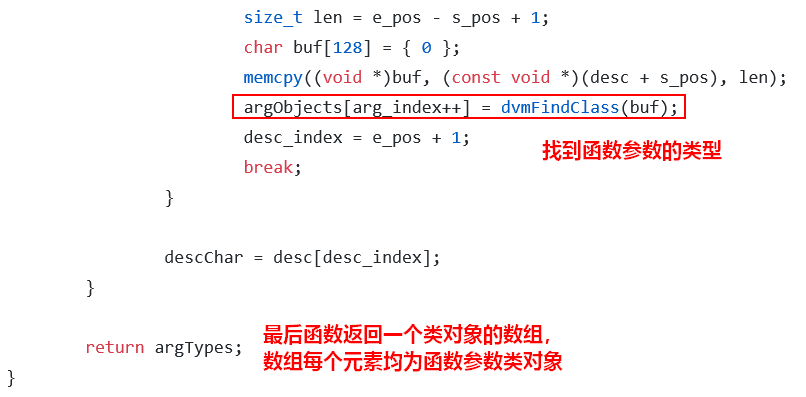 size_t len = e_pos - s_pos + 1;
char buf[128] = { 0 };
memcpy((void *)buf, (const void *)(desc + s_pos), len);
argObjects[arg_index++] = dvmFindClass(buf);
desc_index = e_pos + 1;
找到函数参数的类型
break;
}
descChar = desc[desc_index];
}
return argTypes;
最后函数返回一个类对象的数组，
数组每个元素均为函数参数类对象
}